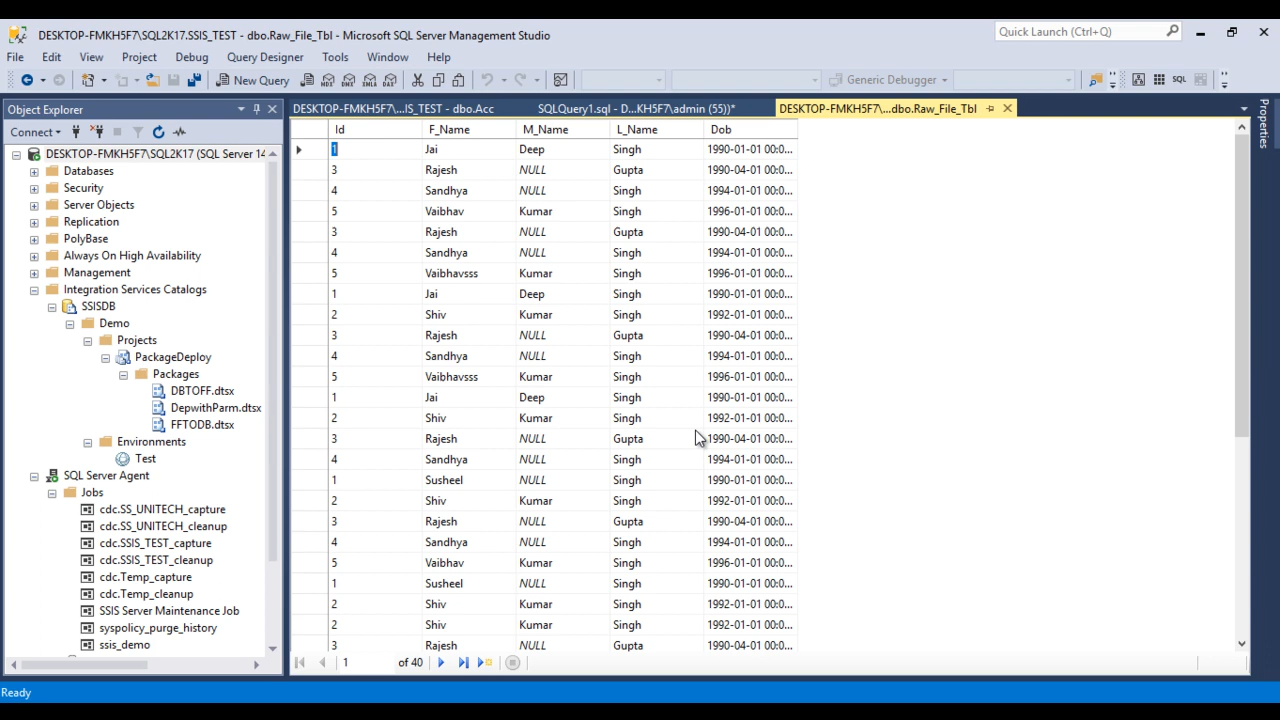 DESKTOP-FMKH5F7\SQL2K17.SSIS_TEST - dbo.Raw_File_Tbl - Microsoft SQL Server Management Studio
Quick Launch (Ctrl+Q)
File Edit View Project Debug Query Designer Tools Window Help
New Query MDX DMX XMLA DAX Generic Debugger SQL
Object Explorer
DESKTOP-FMKH5F7\...IS_TEST - dbo.Acc SQLQuery1.sql - D...KH5F7\admin (55))* DESKTOP-FMKH5F7\...dbo.Raw_File_Tbl
Properties
Connect
DESKTOP-FMKH5F7\SQL2K17 (SQL Server 14
Databases
Security
Server Objects
Replication
PolyBase
Always On High Availability
Management
Integration Services Catalogs
SSISDB
Demo
Projects
PackageDeploy
Packages
DBTOFF.dtsx
DepwithParm.dtsx
FFTODB.dtsx
Environments
Test
SQL Server Agent
Jobs
cdc.SS_UNITECH_capture
cdc.SS_UNITECH_cleanup
cdc.SSIS_TEST_capture
cdc.SSIS_TEST_cleanup
cdc.Temp_capture
cdc.Temp_cleanup
SSIS Server Maintenance Job
syspolicy_purge_history
ssis_demo
Id F_Name M_Name L_Name Dob
1 Jai Deep Singh 1990-01-01 00:0...
3 Rajesh NULL Gupta 1990-04-01 00:0...
4 Sandhya NULL Singh 1994-01-01 00:0...
5 Vaibhav Kumar Singh 1996-01-01 00:0...
3 Rajesh NULL Gupta 1990-04-01 00:0...
4 Sandhya NULL Singh 1994-01-01 00:0...
5 Vaibhavsss Kumar Singh 1996-01-01 00:0...
1 Jai Deep Singh 1990-01-01 00:0...
2 Shiv Kumar Singh 1992-01-01 00:0...
3 Rajesh NULL Gupta 1990-04-01 00:0...
4 Sandhya NULL Singh 1994-01-01 00:0...
5 Vaibhavsss Kumar Singh 1996-01-01 00:0...
1 Jai Deep Singh 1990-01-01 00:0...
2 Shiv Kumar Singh 1992-01-01 00:0...
3 Rajesh NULL Gupta 1990-04-01 00:0...
4 Sandhya NULL Singh 1994-01-01 00:0...
1 Susheel NULL Singh 1990-01-01 00:0...
2 Shiv Kumar Singh 1992-01-01 00:0...
3 Rajesh NULL Gupta 1990-04-01 00:0...
4 Sandhya NULL Singh 1994-01-01 00:0...
5 Vaibhav Kumar Singh 1996-01-01 00:0...
1 Susheel NULL Singh 1990-01-01 00:0...
2 Shiv Kumar Singh 1992-01-01 00:0...
2 Shiv Kumar Singh 1992-01-01 00:0...
3 Rajesh NULL Gupta 1990-04-01 00:0...
1 of 40
Ready